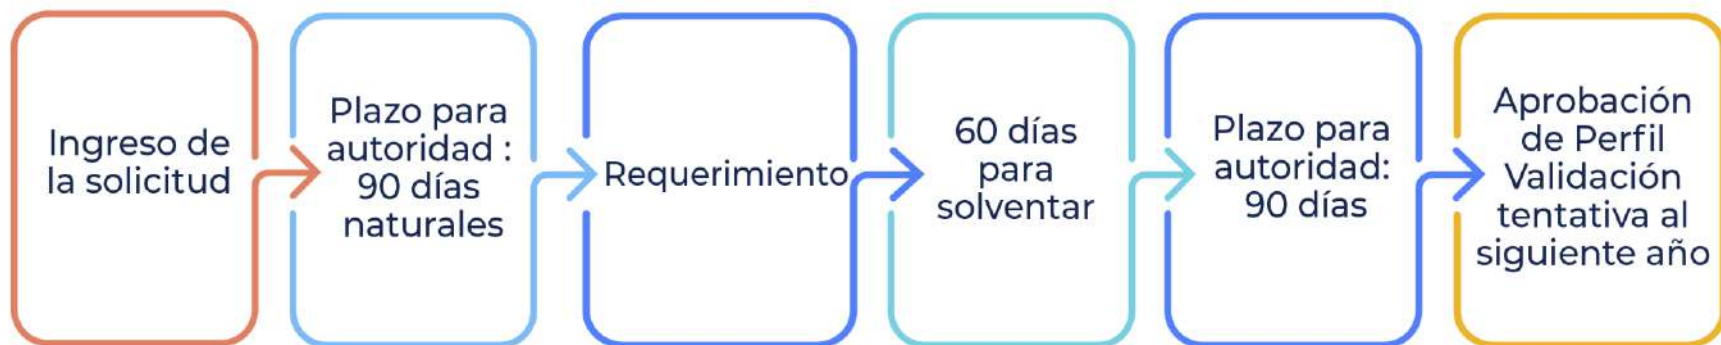 Ingreso de
la solicitud
Plazo para
autoridad :
90 días
naturales
Requerimiento
60 días
para
solventar
Plazo para
autoridad:
90 días
Aprobación
de Perfil
Validación
tentativa al
siguiente año